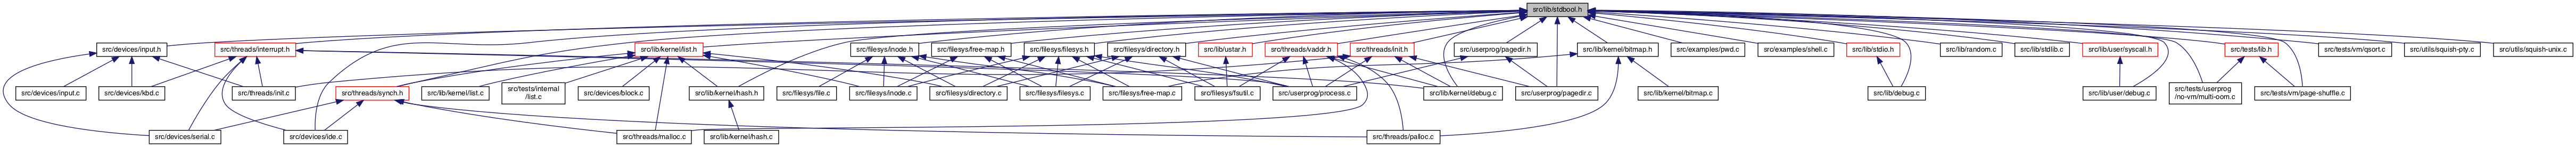 src/lib/stdbool.h
src/devices/input.h
src/threads/interrupt.h
src/lib/kernel/list.h
src/filesys/inode.h
src/filesys/free-map.h
src/filesys/filesys.h
src/filesys/directory.h
src/lib/ustar.h
src/threads/vaddr.h
src/threads/init.h
src/userprog/pagedir.h
src/lib/kernel/bitmap.h
src/examples/pwd.c
src/examples/shell.c
src/lib/stdio.h
src/lib/random.c
src/lib/stdlib.c
src/lib/user/syscall.h
src/tests/lib.h
src/tests/vm/qsort.c
src/utils/squish-pty.c
src/utils/squish-unix.c
src/devices/input.c
src/devices/kbd.c
src/threads/init.c
src/threads/synch.h
src/lib/kernel/list.c
src/tests/internal
/list.c
src/devices/block.c
src/lib/kernel/hash.h
src/filesys/file.c
src/filesys/inode.c
src/filesys/directory.c
src/filesys/filesys.c
src/filesys/free-map.c
src/filesys/fsutil.c
src/userprog/process.c
src/lib/kernel/debug.c
src/userprog/pagedir.c
src/lib/kernel/bitmap.c
src/lib/debug.c
src/lib/user/debug.c
src/tests/userprog
/no-vm/multi-oom.c
src/tests/vm/page-shuffle.c
src/devices/serial.c
src/devices/ide.c
src/threads/malloc.c
src/lib/kernel/hash.c
src/threads/palloc.c